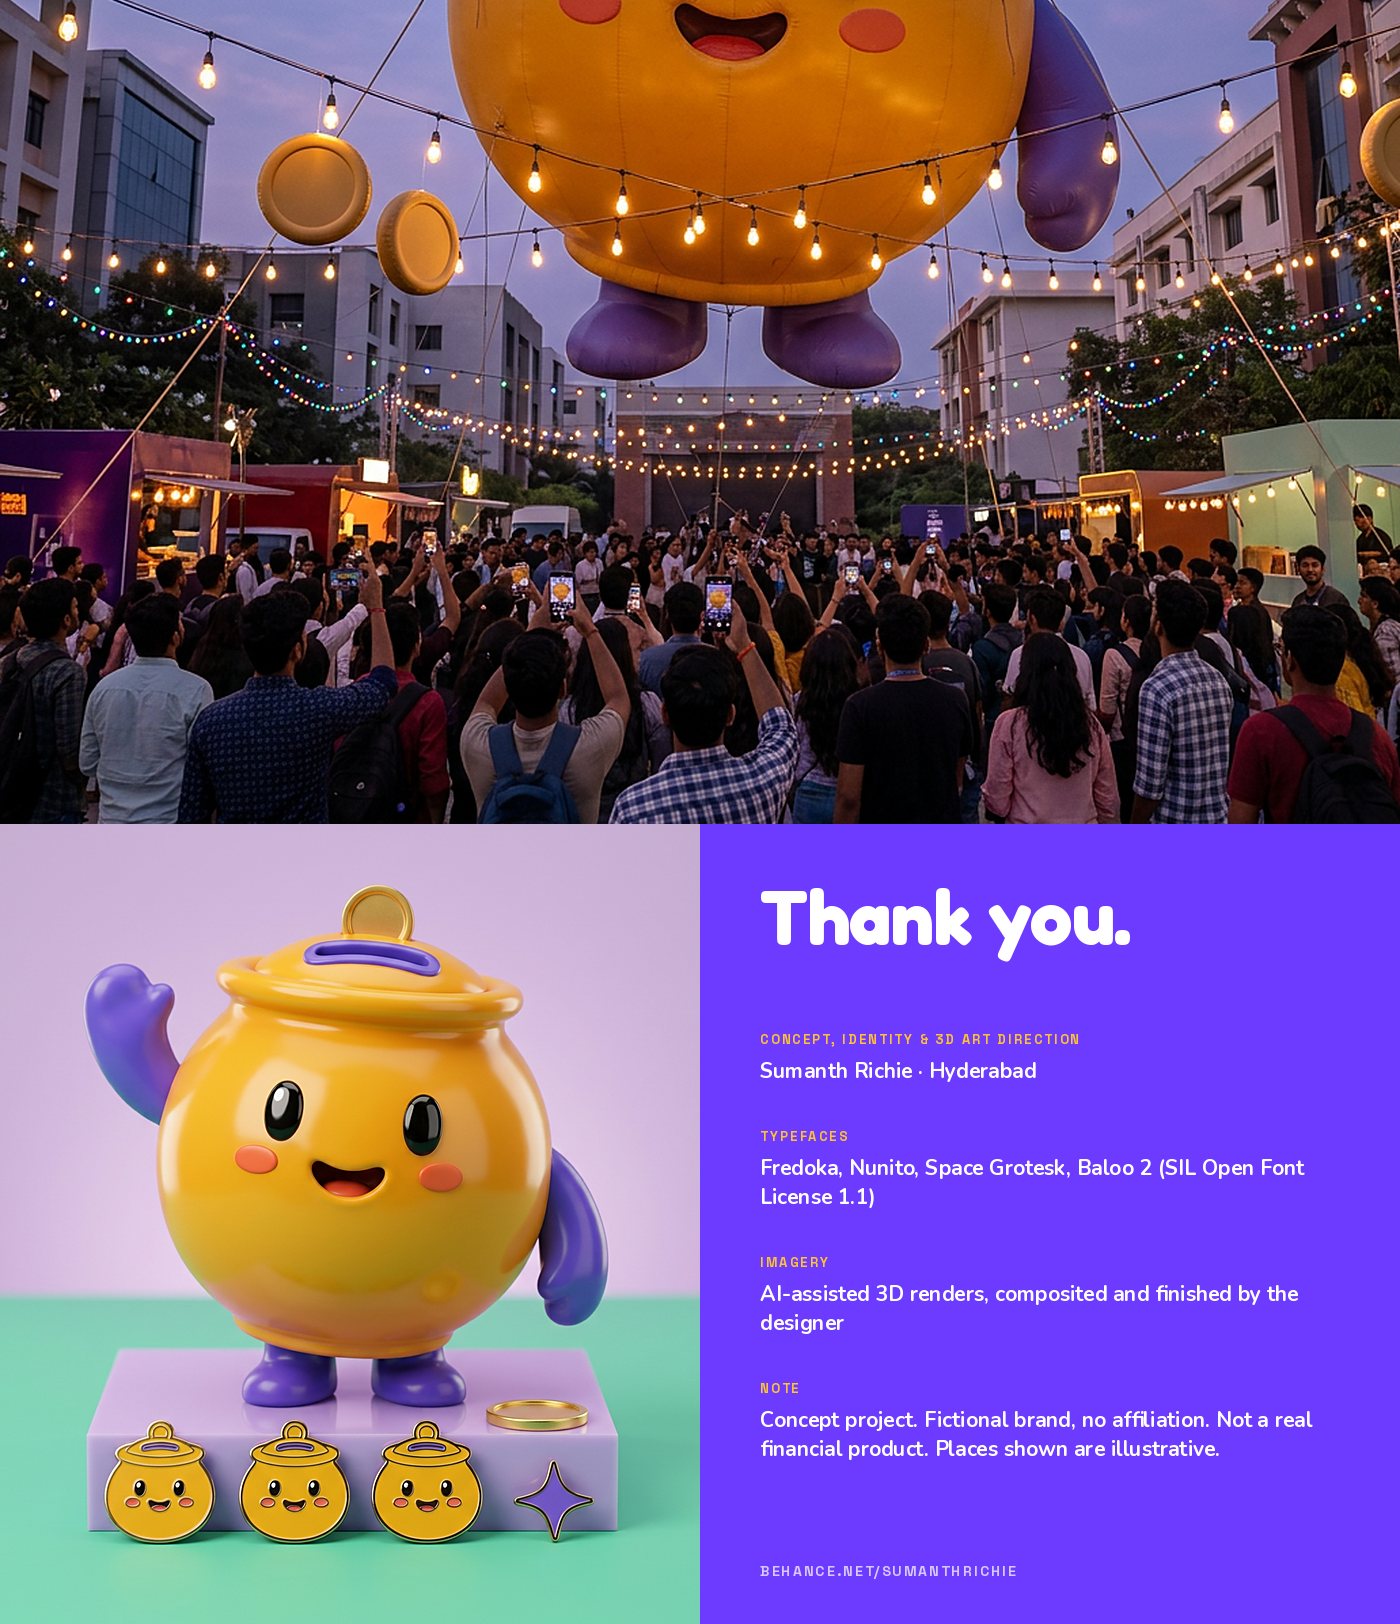 Thank you.
CONCEPT, IDENTITY & 3D ART DIRECTION
Sumanth Richie · Hyderabad
TYPEFACES
Fredoka, Nunito, Space Grotesk, Baloo 2 (SIL Open Font
License 1.1)
IMAGERY
AI-assisted 3D renders, composited and finished by the
designer
NOTE
Concept project. Fictional brand, no affiliation. Not a real
financial product. Places shown are illustrative.
BEHANCE.NET/SUMANTHRICHIE